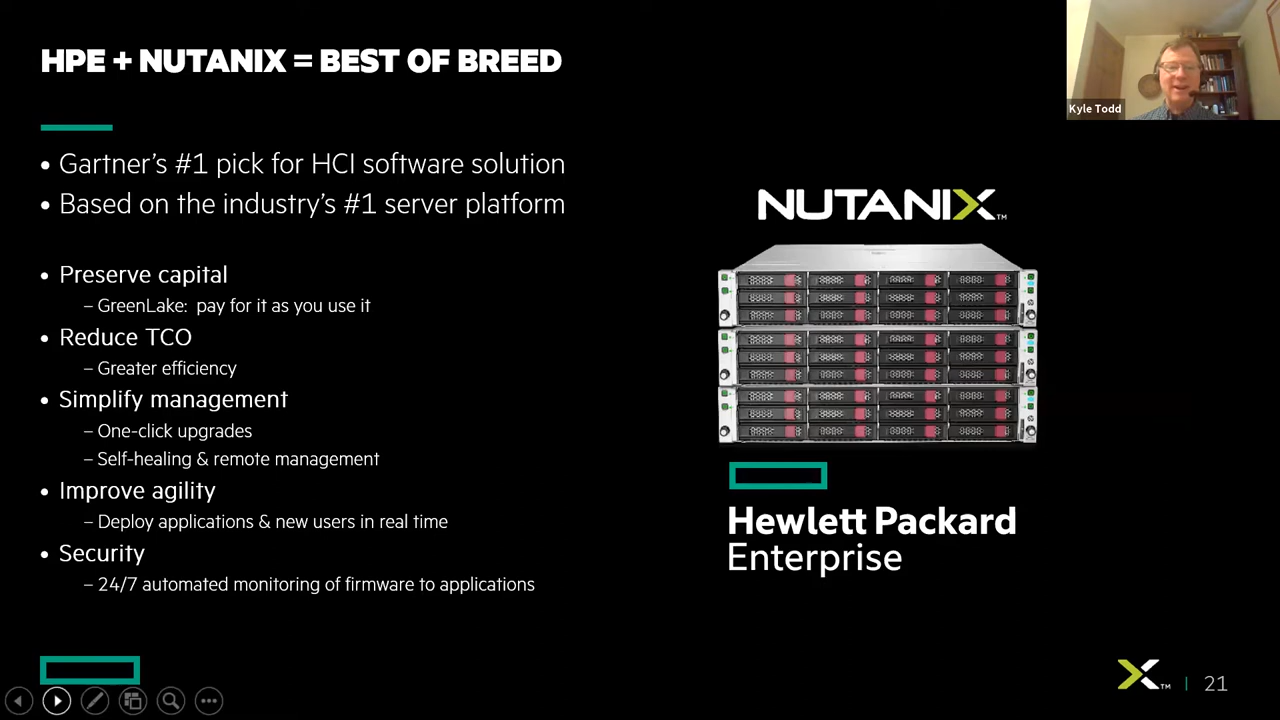 HPE + NUTANIX = BEST OF BREED
Kyle Todd
• Gartner’s #1 pick for HCI software solution
• Based on the industry’s #1 server platform
• Preserve capital
– GreenLake: pay for it as you use it
• Reduce TCO
– Greater efficiency
• Simplify management
– One-click upgrades
– Self-healing & remote management
• Improve agility
– Deploy applications & new users in real time
• Security
– 24/7 automated monitoring of firmware to applications
NUTANIX™
Hewlett Packard
Enterprise
X™ | 21